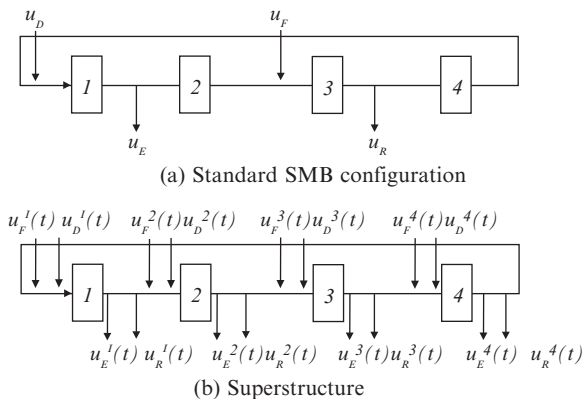 u_D u_F
1 2 3 4
u_E u_R
(a) Standard SMB configuration
u_F^1(t) u_D^1(t) u_F^2(t) u_D^2(t) u_F^3(t) u_D^3(t) u_F^4(t) u_D^4(t)
1 2 3 4
u_E^1(t) u_R^1(t) u_E^2(t) u_R^2(t) u_E^3(t) u_R^3(t) u_E^4(t) u_R^4(t)
(b) Superstructure